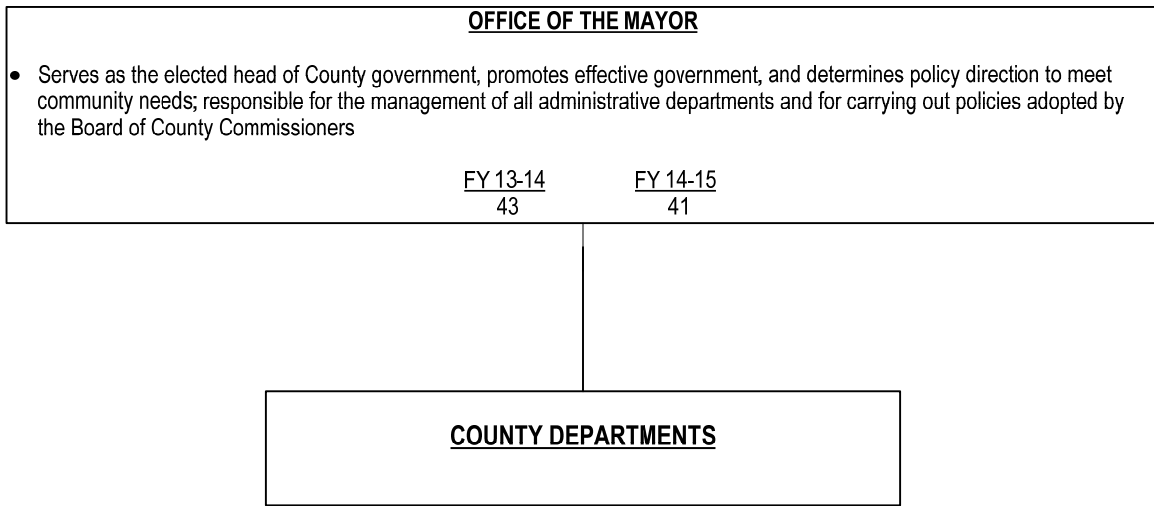 OFFICE OF THE MAYOR
• Serves as the elected head of County government, promotes effective government, and determines policy direction to meet
community needs; responsible for the management of all administrative departments and for carrying out policies adopted by
the Board of County Commissioners
FY 13-14 FY 14-15
43 41
COUNTY DEPARTMENTS